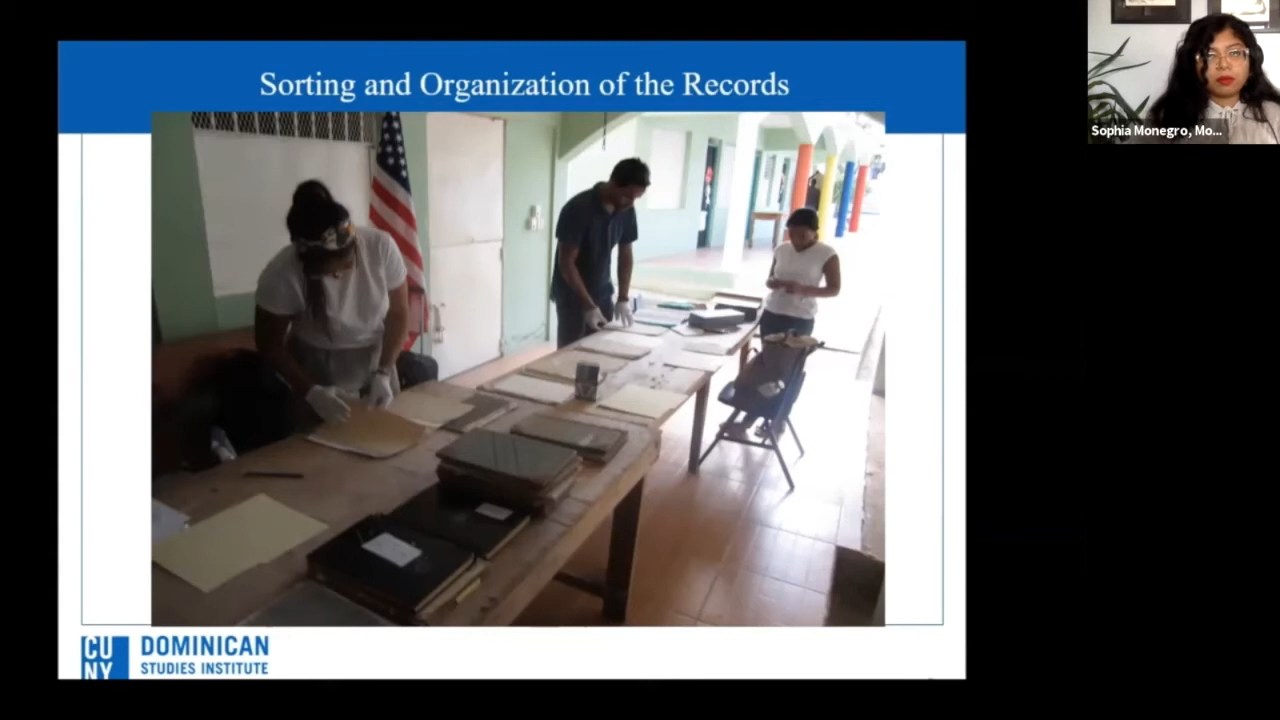 Sorting and Organization of the Records
Sophia Monegro, Mo...
CU
NY
DOMINICAN
STUDIES INSTITUTE